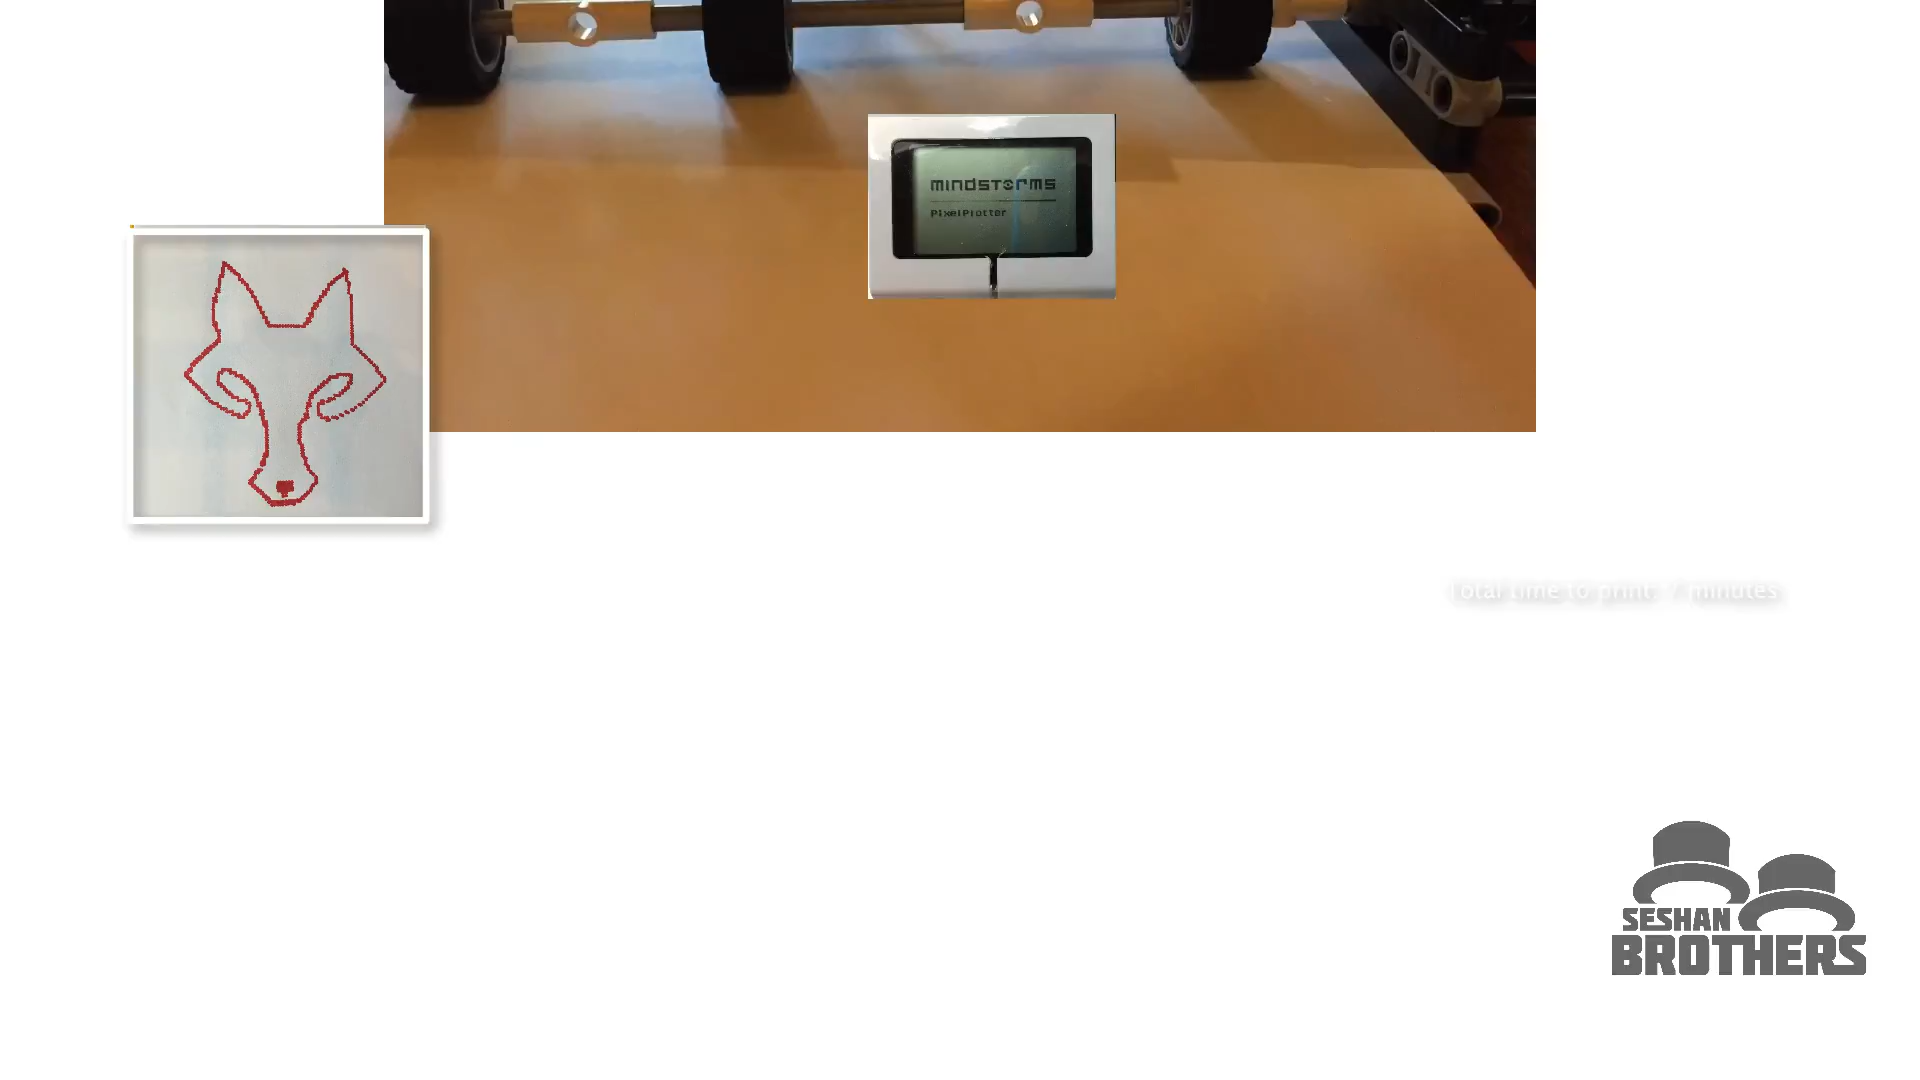 mindstorms
PixelPlotter
Total time to print: 7 minutes
SESHAN
BROTHERS